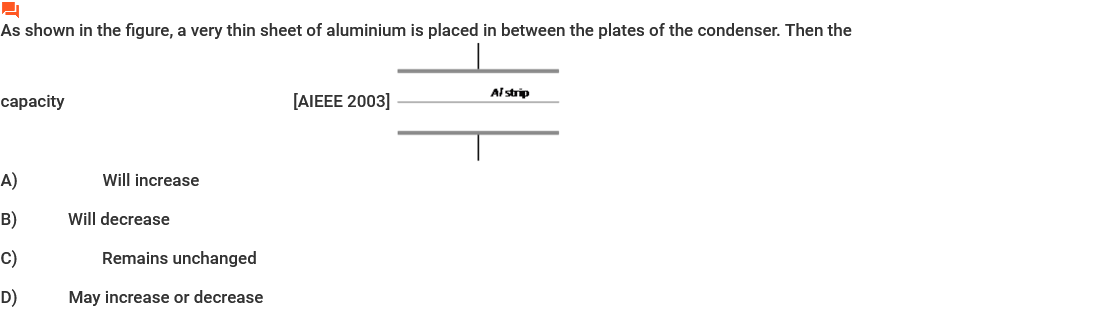 As shown in the figure, a very thin sheet of aluminium is placed in between the plates of the condenser. Then the
Al strip
capacity [AIEEE 2003]
A) Will increase
B) Will decrease
C) Remains unchanged
D) May increase or decrease